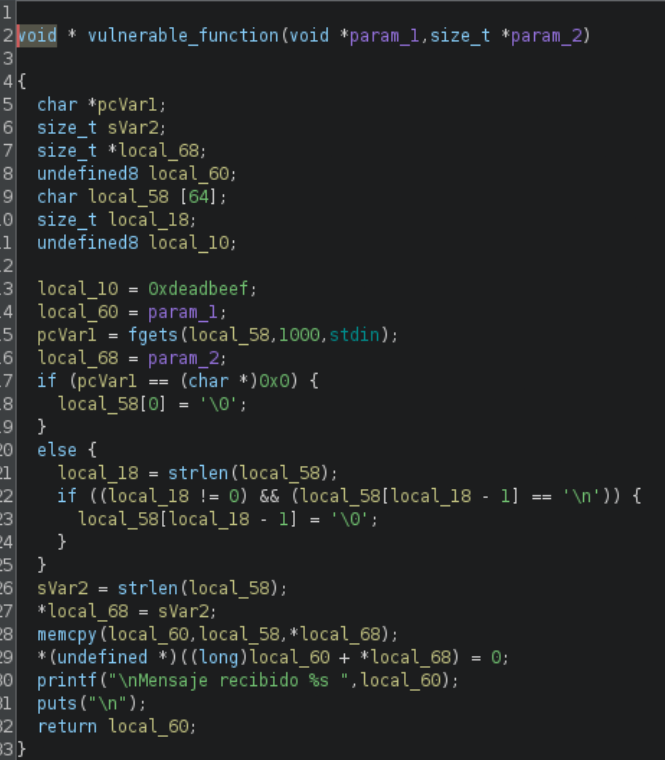 1
2 void * vulnerable_function(void *param_1,size_t *param_2)
3
4 {
5 char *pcVar1;
6 size_t sVar2;
7 size_t *local_68;
8 undefined8 local_60;
9 char local_58 [64];
0 size_t local_18;
1 undefined8 local_10;
2
3 local_10 = 0xdeadbeef;
4 local_60 = param_1;
5 pcVar1 = fgets(local_58,1000,stdin);
6 local_68 = param_2;
7 if (pcVar1 == (char *)0x0) {
8 local_58[0] = '\0';
9 }
20 else {
21 local_18 = strlen(local_58);
22 if ((local_18 != 0) && (local_58[local_18 - 1] == '\n')) {
23 local_58[local_18 - 1] = '\0';
24 }
25 }
26 sVar2 = strlen(local_58);
27 *local_68 = sVar2;
28 memcpy(local_60,local_58,*local_68);
29 *(undefined *)((long)local_60 + *local_68) = 0;
30 printf("\nMensaje recibido %s ",local_60);
31 puts("\n");
32 return local_60;
33 }